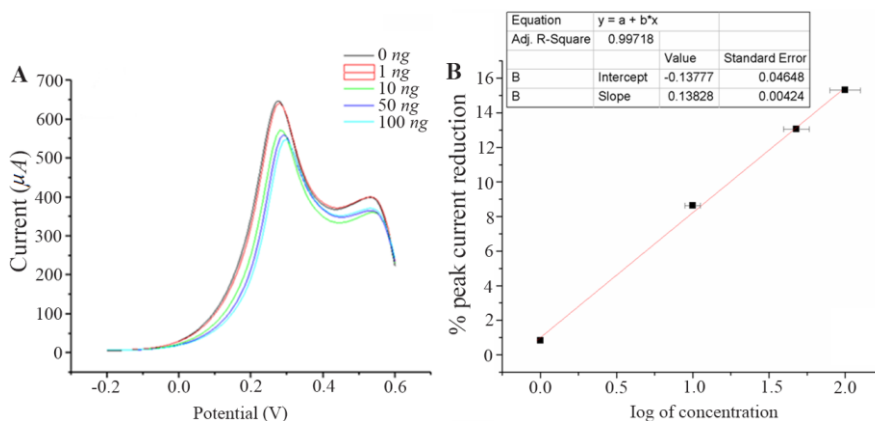 A
0 ng
1 ng
10 ng
50 ng
100 ng
700
600
500
400
300
200
100
0
Current (µA)
-0.2
0.0
0.2
0.4
0.6
Potential (V)
B
Equation y = a + b*x
Adj. R-Square 0.99718
Value Standard Error
B Intercept -0.13777 0.04648
B Slope 0.13828 0.00424
16
14
12
10
8
6
4
2
0
% peak current reduction
0.0
0.5
1.0
1.5
2.0
log of concentration